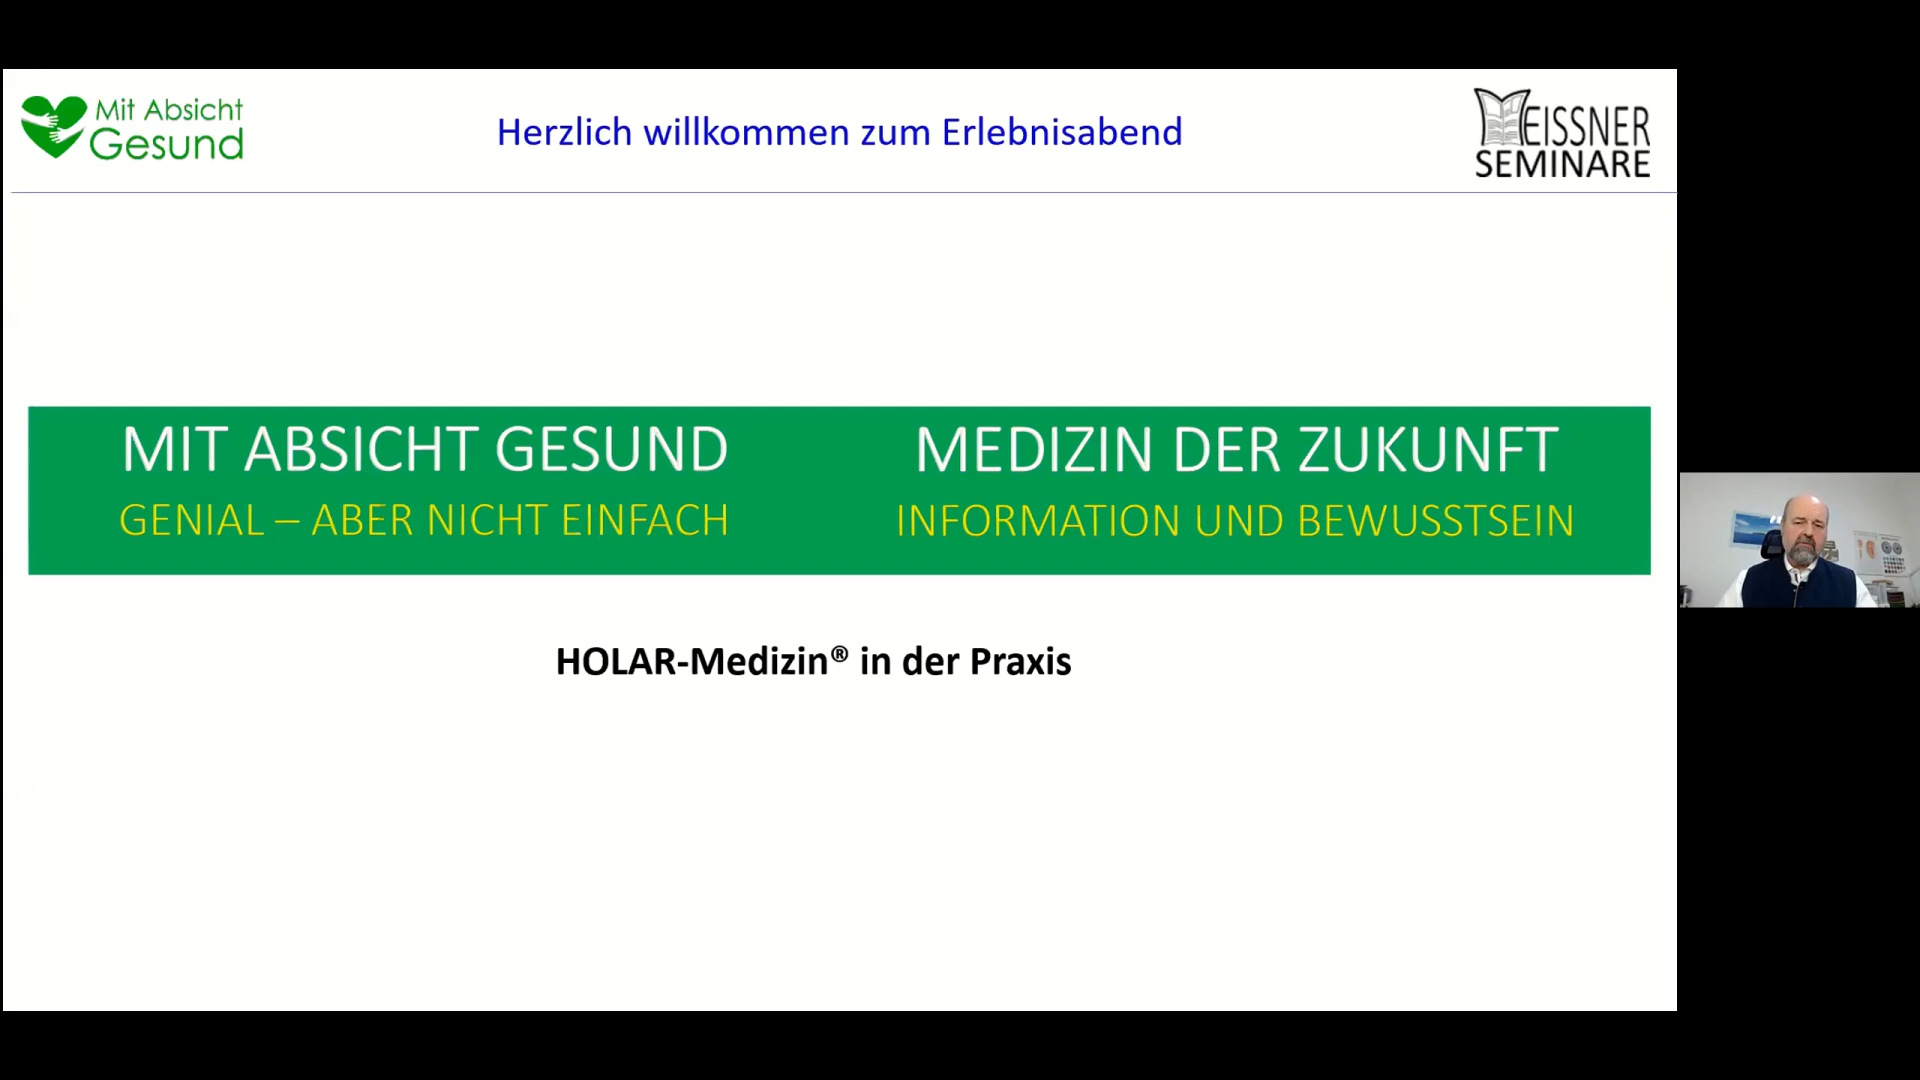 Mit Absicht
Gesund
Herzlich willkommen zum Erlebnisabend
MEISSNER
SEMINARE
MIT ABSICHT GESUND
GENIAL – ABER NICHT EINFACH
MEDIZIN DER ZUKUNFT
INFORMATION UND BEWUSSTSEIN
HOLAR-Medizin® in der Praxis